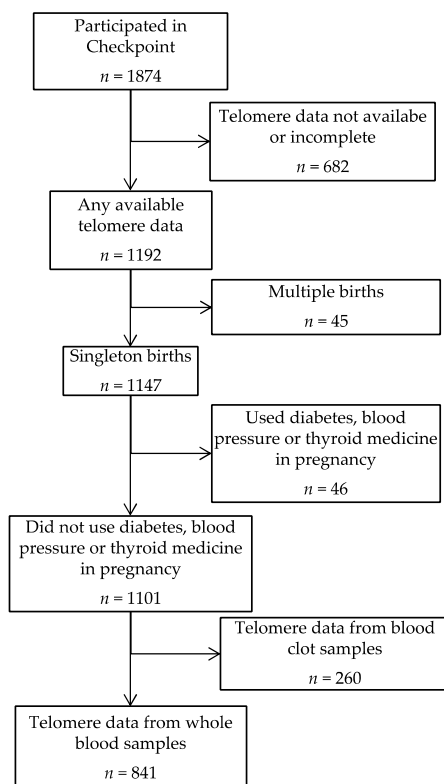 Participated in
Checkpoint
n = 1874
Telomere data not availabe
or incomplete
n = 682
Any available
telomere data
n = 1192
Multiple births
n = 45
Singleton births
n = 1147
Used diabetes, blood
pressure or thyroid medicine
in pregnancy
n = 46
Did not use diabetes, blood
pressure or thyroid medicine
in pregnancy
n = 1101
Telomere data from blood
clot samples
n = 260
Telomere data from whole
blood samples
n = 841